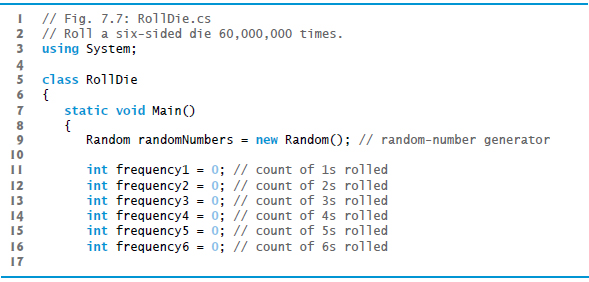 1 // Fig. 7.7: RollDie.cs
2 // Roll a six-sided die 60,000,000 times.
3 using System;
4
5 class RollDie
6 {
7 static void Main()
8 {
9 Random randomNumbers = new Random(); // random-number generator
10
11 int frequency1 = 0; // count of 1s rolled
12 int frequency2 = 0; // count of 2s rolled
13 int frequency3 = 0; // count of 3s rolled
14 int frequency4 = 0; // count of 4s rolled
15 int frequency5 = 0; // count of 5s rolled
16 int frequency6 = 0; // count of 6s rolled
17